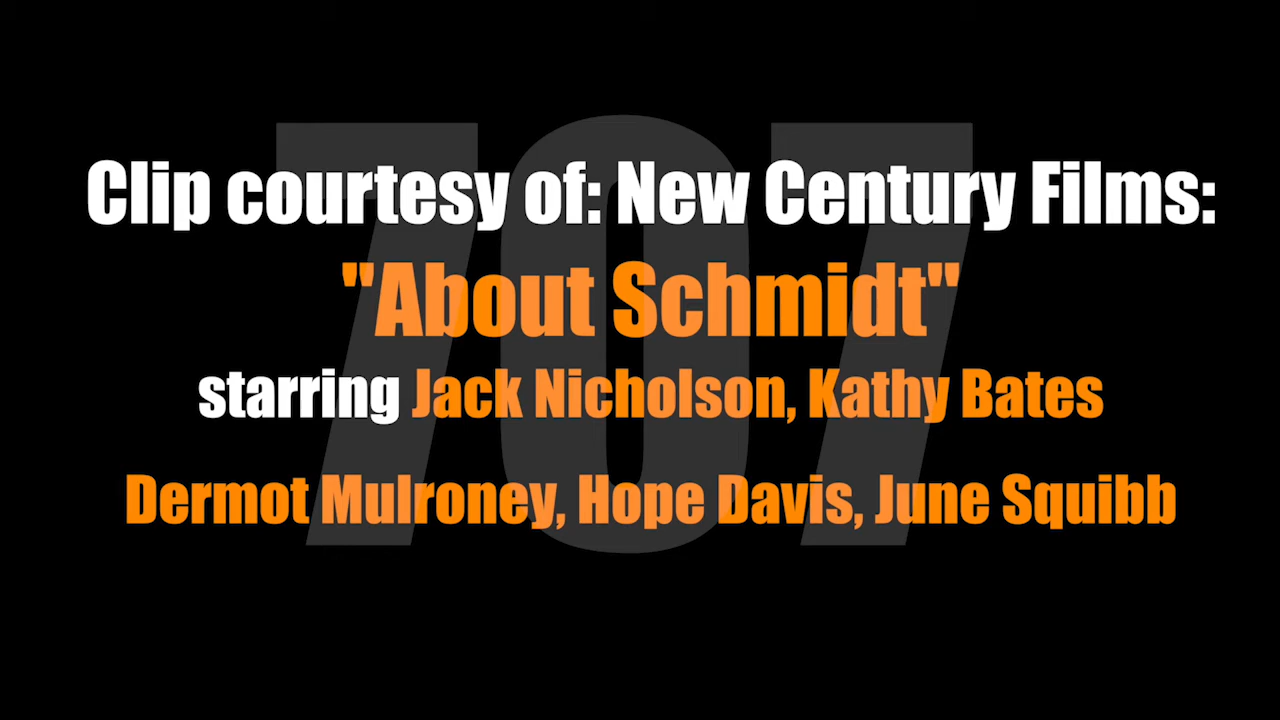 707
Clip courtesy of: New Century Films:
"About Schmidt"
starring Jack Nicholson, Kathy Bates
Dermot Mulroney, Hope Davis, June Squibb